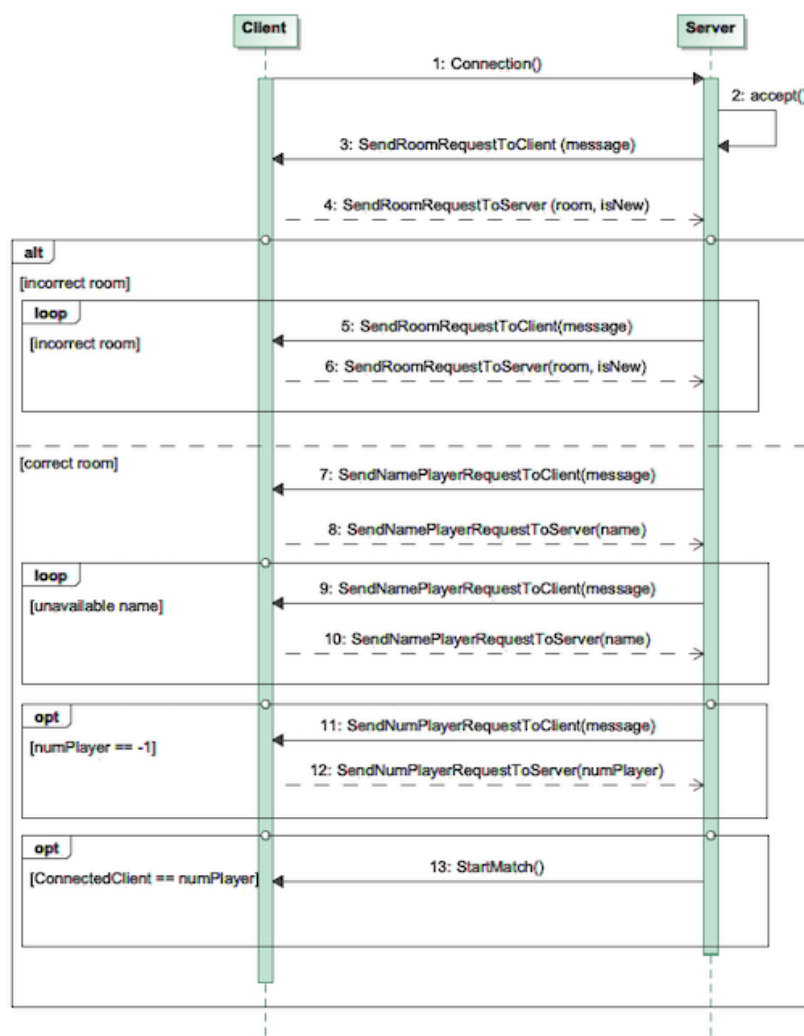 Client
Server
1: Connection()
2: accept()
3: SendRoomRequestToClient (message)
4: SendRoomRequestToServer (room, isNew)
alt
[incorrect room]
loop
[incorrect room]
5: SendRoomRequestToClient(message)
6: SendRoomRequestToServer(room, isNew)
[correct room]
7: SendNamePlayerRequestToClient(message)
8: SendNamePlayerRequestToServer(name)
loop
[unavailable name]
9: SendNamePlayerRequestToClient(message)
10: SendNamePlayerRequestToServer(name)
opt
[numPlayer == -1]
11: SendNumPlayerRequestToClient(message)
12: SendNumPlayerRequestToServer(numPlayer)
opt
[ConnectedClient == numPlayer]
13: StartMatch()